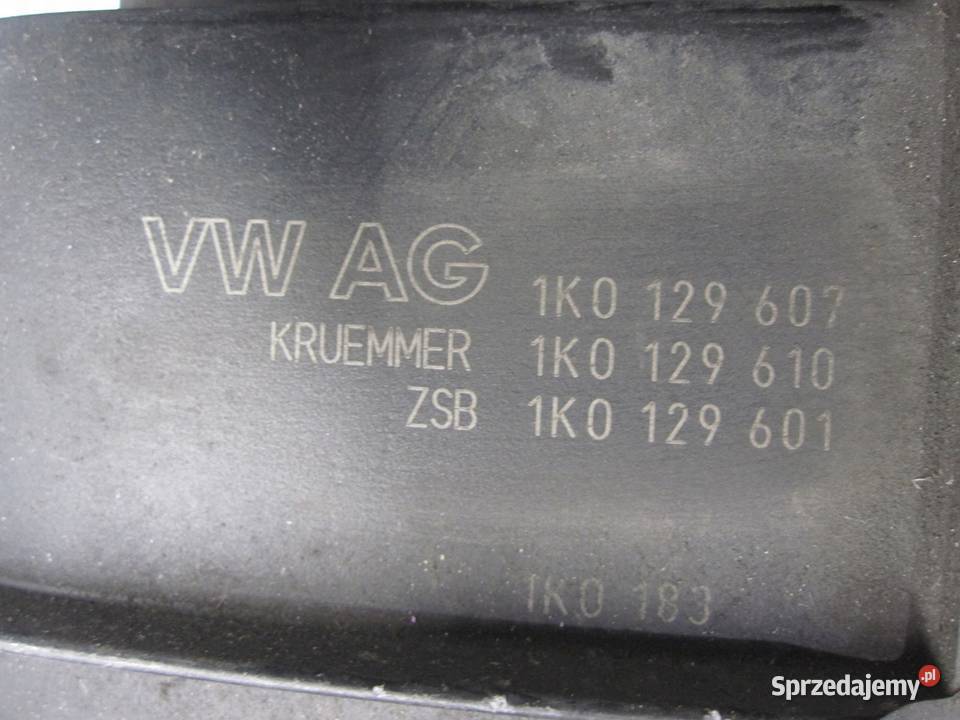 VW AG 1K0 129 607
KRUEMMER 1K0 129 610
ZSB 1K0 129 601
1K0 183
Sprzedajemy.pl